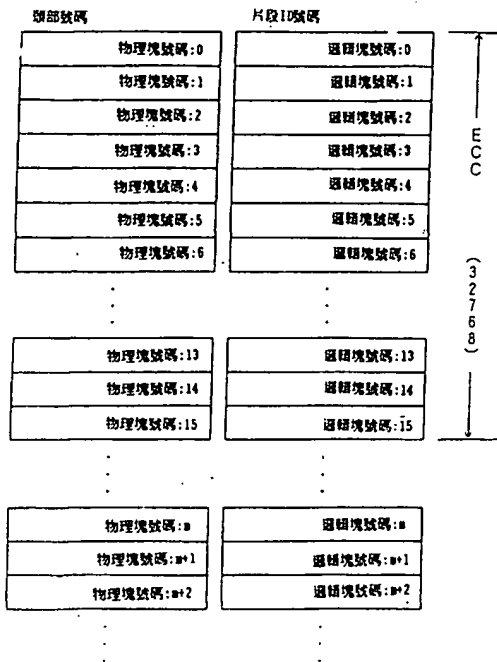 頭部號碼 片段ID號碼
物理塊號碼:0 邏輯塊號碼:0
物理塊號碼:1 邏輯塊號碼:1
物理塊號碼:2 邏輯塊號碼:2
物理塊號碼:3 邏輯塊號碼:3
物理塊號碼:4 邏輯塊號碼:4
物理塊號碼:5 邏輯塊號碼:5
物理塊號碼:6 邏輯塊號碼:6
ECC
(32768)
物理塊號碼:13 邏輯塊號碼:13
物理塊號碼:14 邏輯塊號碼:14
物理塊號碼:15 邏輯塊號碼:15
物理塊號碼:m 邏輯塊號碼:m
物理塊號碼:m+1 邏輯塊號碼:m+1
物理塊號碼:m+2 邏輯塊號碼:m+2